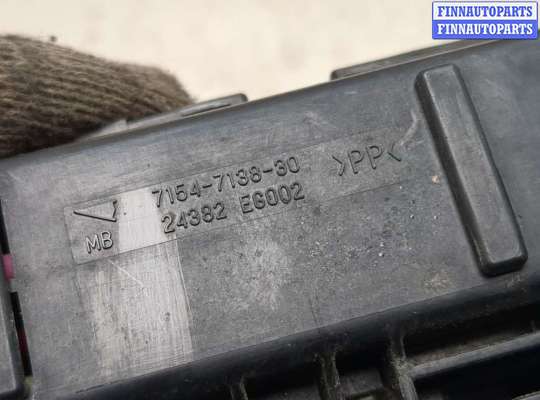 FINNAUTOPARTS
FINNAUTOPARTS
7154-7138-30 >PP<
MB 24382 EG002